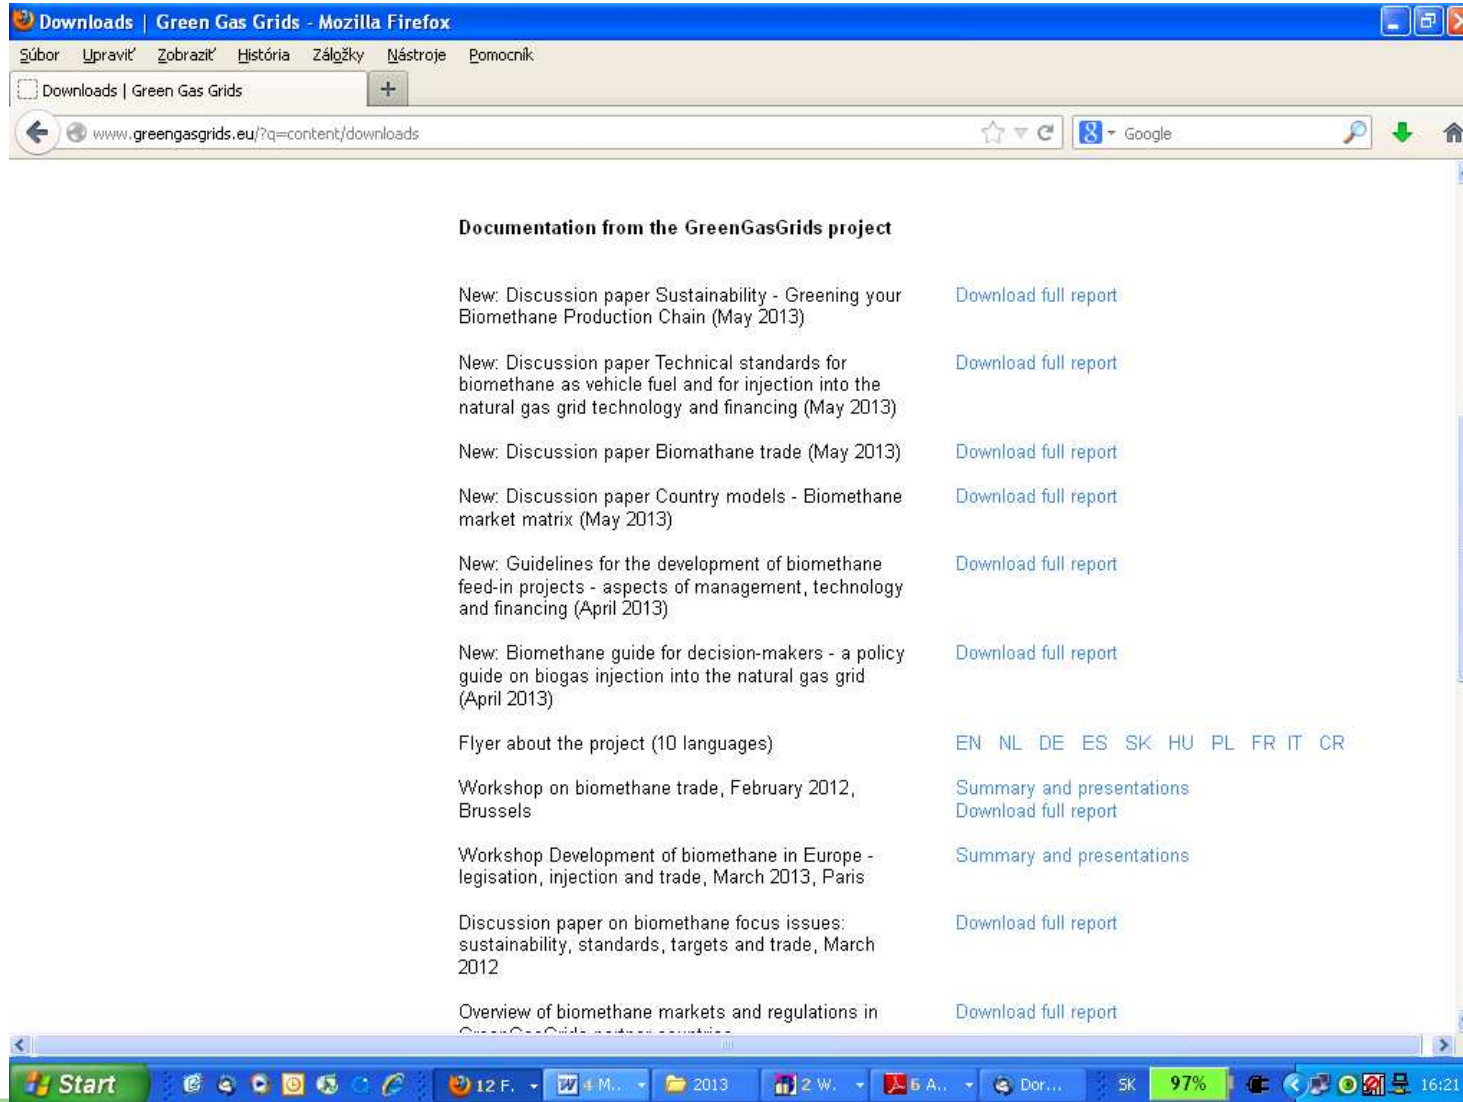 Downloads | Green Gas Grids - Mozilla Firefox
Súbor Upraviť Zobraziť História Záložky Nástroje Pomocník
Downloads | Green Gas Grids
www.greengasgrids.eu/?q=content/downloads
Google
Documentation from the GreenGasGrids project
New: Discussion paper Sustainability - Greening your Download full report
Biomethane Production Chain (May 2013)
New: Discussion paper Technical standards for Download full report
biomethane as vehicle fuel and for injection into the
natural gas grid technology and financing (May 2013)
New: Discussion paper Biomathane trade (May 2013) Download full report
New: Discussion paper Country models - Biomethane Download full report
market matrix (May 2013)
New: Guidelines for the development of biomethane Download full report
feed-in projects - aspects of management, technology
and financing (April 2013)
New: Biomethane guide for decision-makers - a policy Download full report
guide on biogas injection into the natural gas grid
(April 2013)
Flyer about the project (10 languages) EN NL DE ES SK HU PL FR IT CR
Workshop on biomethane trade, February 2012, Summary and presentations
Brussels Download full report
Workshop Development of biomethane in Europe - Summary and presentations
legisation, injection and trade, March 2013, Paris
Discussion paper on biomethane focus issues: Download full report
sustainability, standards, targets and trade, March
2012
Overview of biomethane markets and regulations in Download full report
Start 12 F. 4 M.. 2013 2 W. 6 A.. Dor... SK 97% 16:21